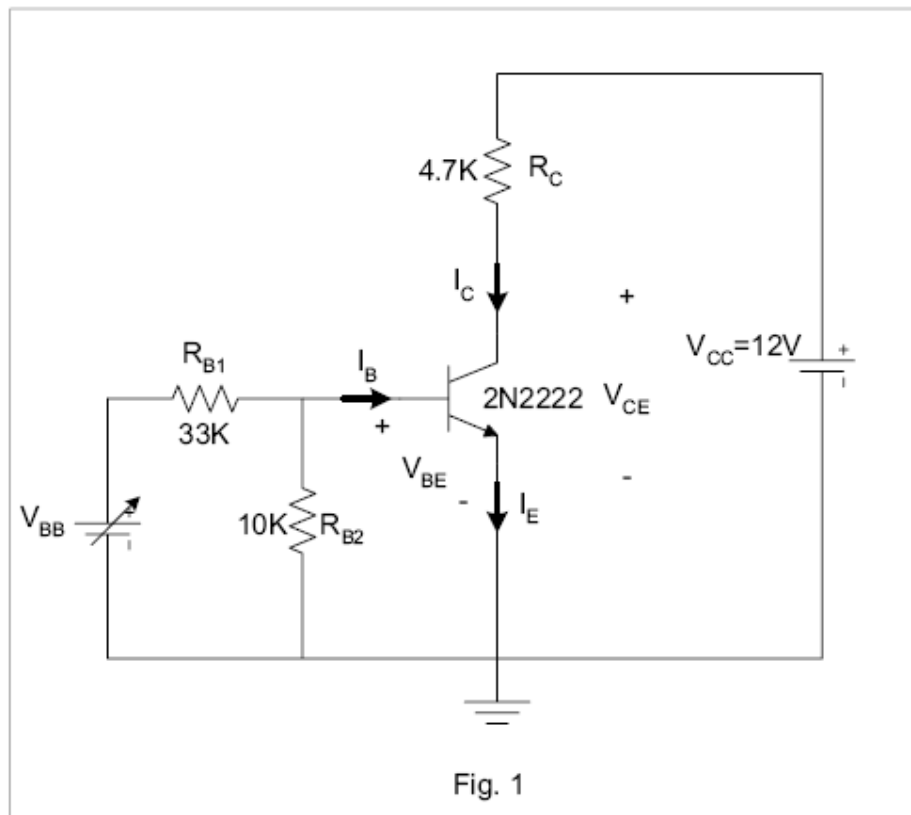 4.7K
R_C
I_C
+
V_CC=12V
+
-
R_B1
33K
I_B
+
2N2222
V_CE
V_BE
-
-
I_E
V_BB
+
-
10K
R_B2
Fig. 1